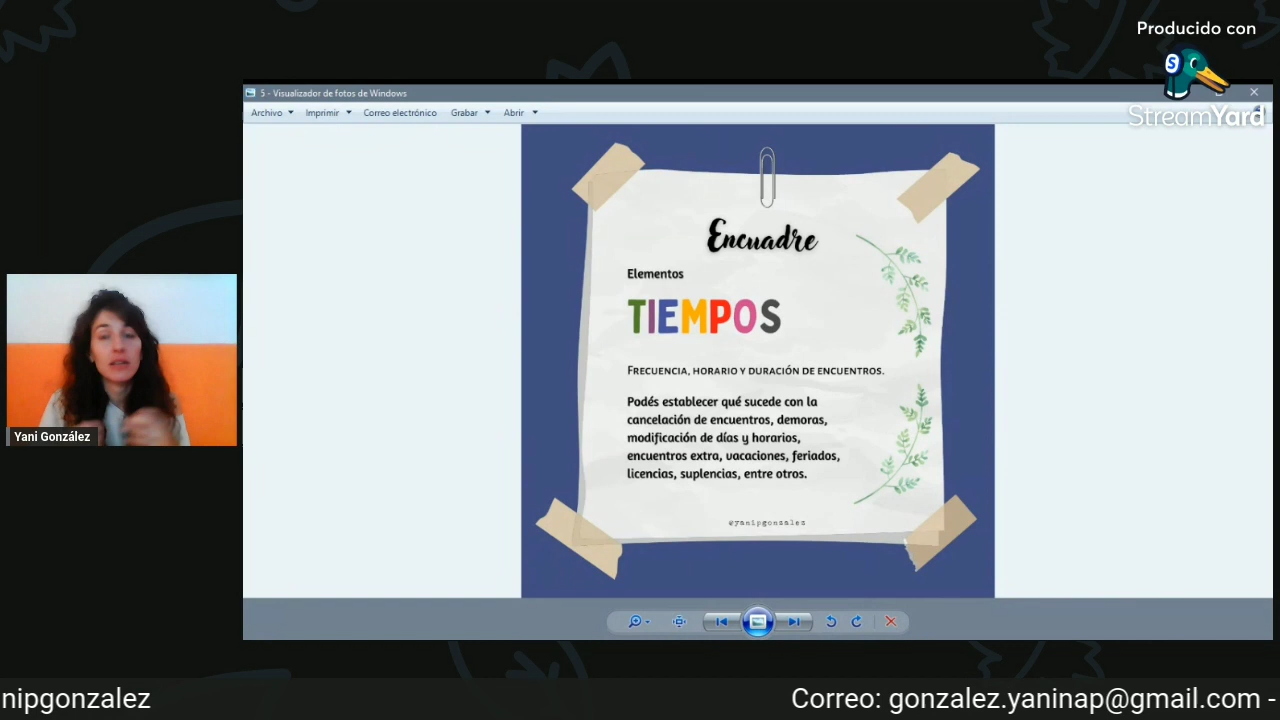 Producido con
StreamYard
5 - Visualizador de fotos de Windows
Archivo Imprimir Correo electrónico Grabar Abrir
Encuadre
Elementos
TIEMPOS
FRECUENCIA, HORARIO Y DURACIÓN DE ENCUENTROS.
Podés establecer qué sucede con la
cancelación de encuentros, demoras,
modificación de días y horarios,
encuentros extra, vacaciones, feriados,
licencias, suplencias, entre otros.
@yanipgonzalez
Yani González
nipgonzalez
Correo: gonzalez.yaninap@gmail.com -